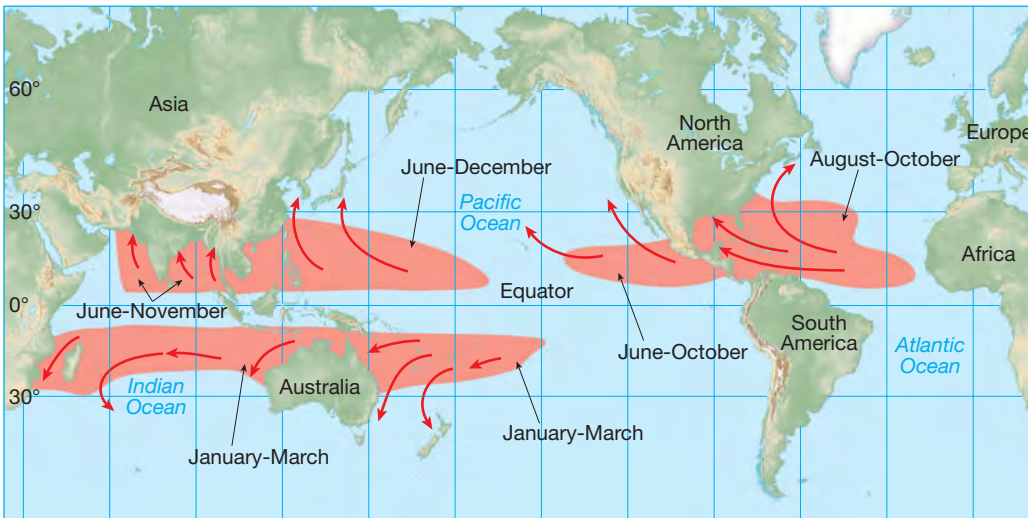 60°
Asia
North
America
Europe
June-December
August-October
30°
Pacific
Ocean
Africa
0°
June-November
Equator
South
America
June-October
Atlantic
Ocean
Indian
Ocean
Australia
30°
January-March
January-March